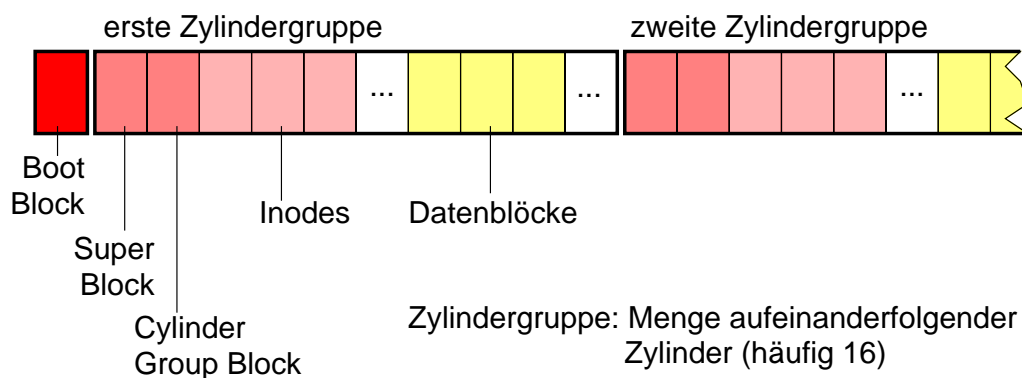 erste Zylindergruppe
zweite Zylindergruppe
...
...
...
Boot
Block
Inodes
Datenblöcke
Super
Block
Cylinder
Group Block
Zylindergruppe: Menge aufeinanderfolgender
Zylinder (häufig 16)